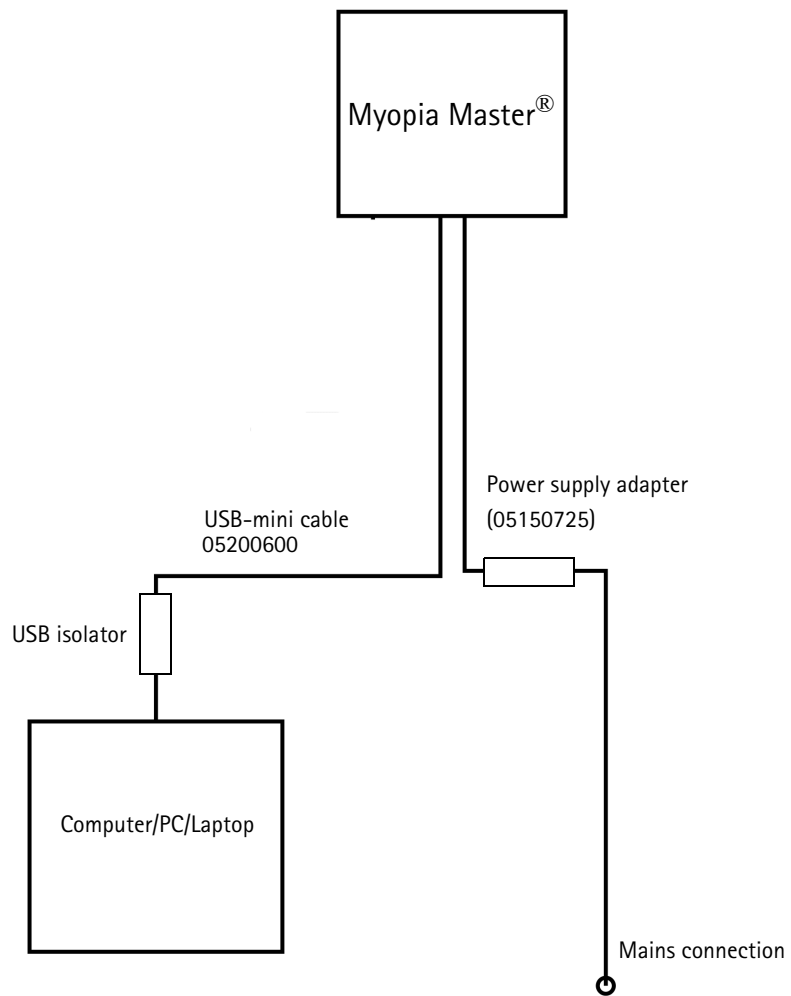 Myopia Master®
Power supply adapter
(05150725)
USB-mini cable
05200600
USB isolator
Computer/PC/Laptop
Mains connection